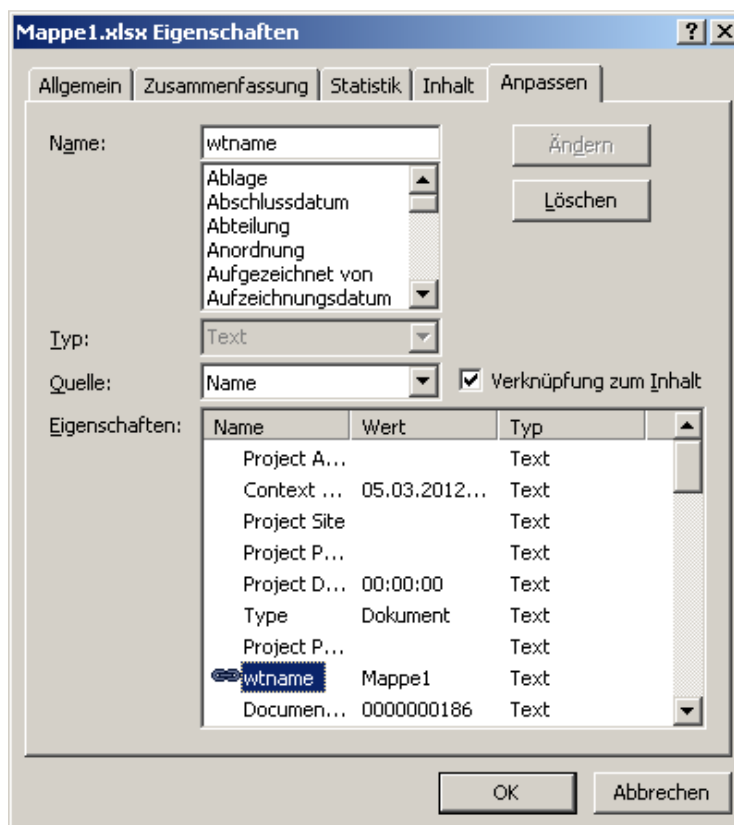 Mappe1.xlsx Eigenschaften
Allgemein Zusammenfassung Statistik Inhalt Anpassen
Name: wtname Ändern
Ablage
Abschlussdatum
Abteilung
Anordnung
Aufgezeichnet von
Aufzeichnungsdatum
Löschen
Typ: Text
Quelle: Name Verknüpfung zum Inhalt
Eigenschaften: Name Wert Typ
Project A... Text
Context ... 05.03.2012... Text
Project Site Text
Project P... Text
Project D... 00:00:00 Text
Type Dokument Text
Project P... Text
wtname Mappe1 Text
Documen... 0000000186 Text
OK Abbrechen